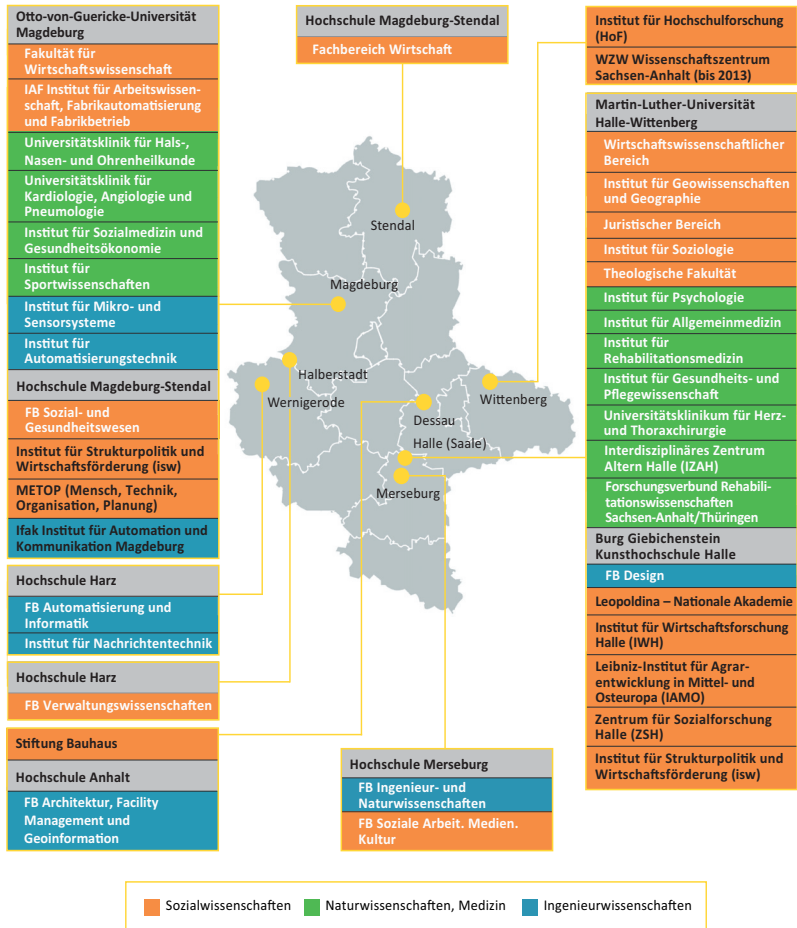 Otto-von-Guericke-Universität
Magdeburg
Fakultät für
Wirtschaftswissenschaft
IAF Institut für Arbeitswissen-
schaft, Fabrikautomatisierung
und Fabrikbetrieb
Universitätsklinik für Hals-,
Nasen- und Ohrenheilkunde
Universitätsklinik für
Kardiologie, Angiologie und
Pneumologie
Institut für Sozialmedizin und
Gesundheitsökonomie
Institut für
Sportwissenschaften
Institut für Mikro- und
Sensorsysteme
Institut für
Automatisierungstechnik
Hochschule Magdeburg-Stendal
FB Sozial- und
Gesundheitswesen
Institut für Strukturpolitik und
Wirtschaftsförderung (isw)
METOP (Mensch, Technik,
Organisation, Planung)
Ifak Institut für Automation und
Kommunikation Magdeburg
Hochschule Harz
FB Automatisierung und
Informatik
Institut für Nachrichtentechnik
Hochschule Harz
FB Verwaltungswissenschaften
Stiftung Bauhaus
Hochschule Anhalt
FB Architektur, Facility
Management und
Geoinformation
Hochschule Magdeburg-Stendal
Fachbereich Wirtschaft
Stendal
Magdeburg
Halberstadt
Wernigerode
Wittenberg
Dessau
Halle (Saale)
Merseburg
Hochschule Merseburg
FB Ingenieur- und
Naturwissenschaften
FB Soziale Arbeit. Medien.
Kultur
Institut für Hochschulforschung
(HoF)
WZW Wissenschaftszentrum
Sachsen-Anhalt (bis 2013)
Martin-Luther-Universität
Halle-Wittenberg
Wirtschaftswissenschaftlicher
Bereich
Institut für Geowissenschaften
und Geographie
Juristischer Bereich
Institut für Soziologie
Theologische Fakultät
Institut für Psychologie
Institut für Allgemeinmedizin
Institut für
Rehabilitationsmedizin
Institut für Gesundheits- und
Pflegewissenschaft
Universitätsklinikum für Herz-
und Thoraxchirurgie
Interdisziplinäres Zentrum
Altern Halle (IZAH)
Forschungsverbund Rehabili-
tationswissenschaften
Sachsen-Anhalt/Thüringen
Burg Giebichenstein
Kunsthochschule Halle
FB Design
Leopoldina – Nationale Akademie
Institut für Wirtschaftsforschung
Halle (IWH)
Leibniz-Institut für Agrar-
entwicklung in Mittel- und
Osteuropa (IAMO)
Zentrum für Sozialforschung
Halle (ZSH)
Institut für Strukturpolitik und
Wirtschaftsförderung (isw)
Sozialwissenschaften
Naturwissenschaften, Medizin
Ingenieurwissenschaften